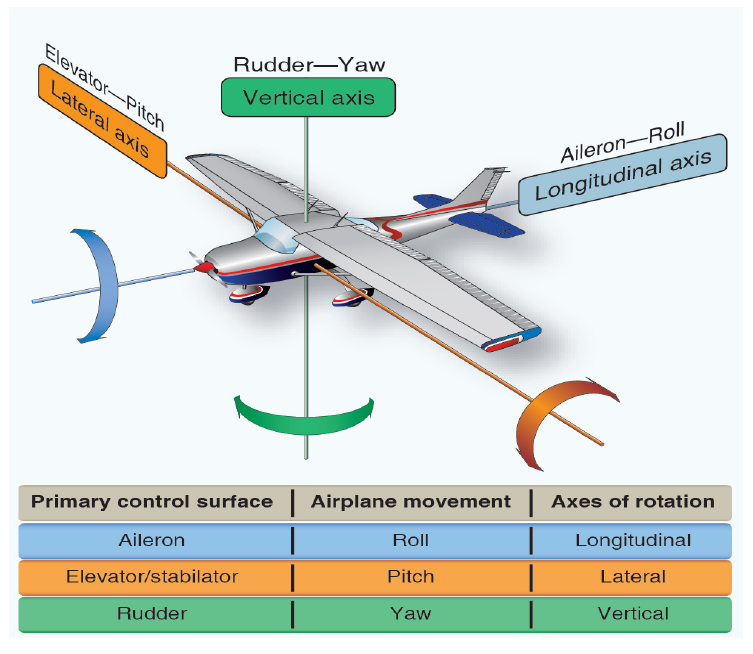 Elevator—Pitch
Lateral axis
Rudder—Yaw
Vertical axis
Aileron—Roll
Longitudinal axis
Primary control surface | Airplane movement | Axes of rotation
Aileron | Roll | Longitudinal
Elevator/stabilator | Pitch | Lateral
Rudder | Yaw | Vertical